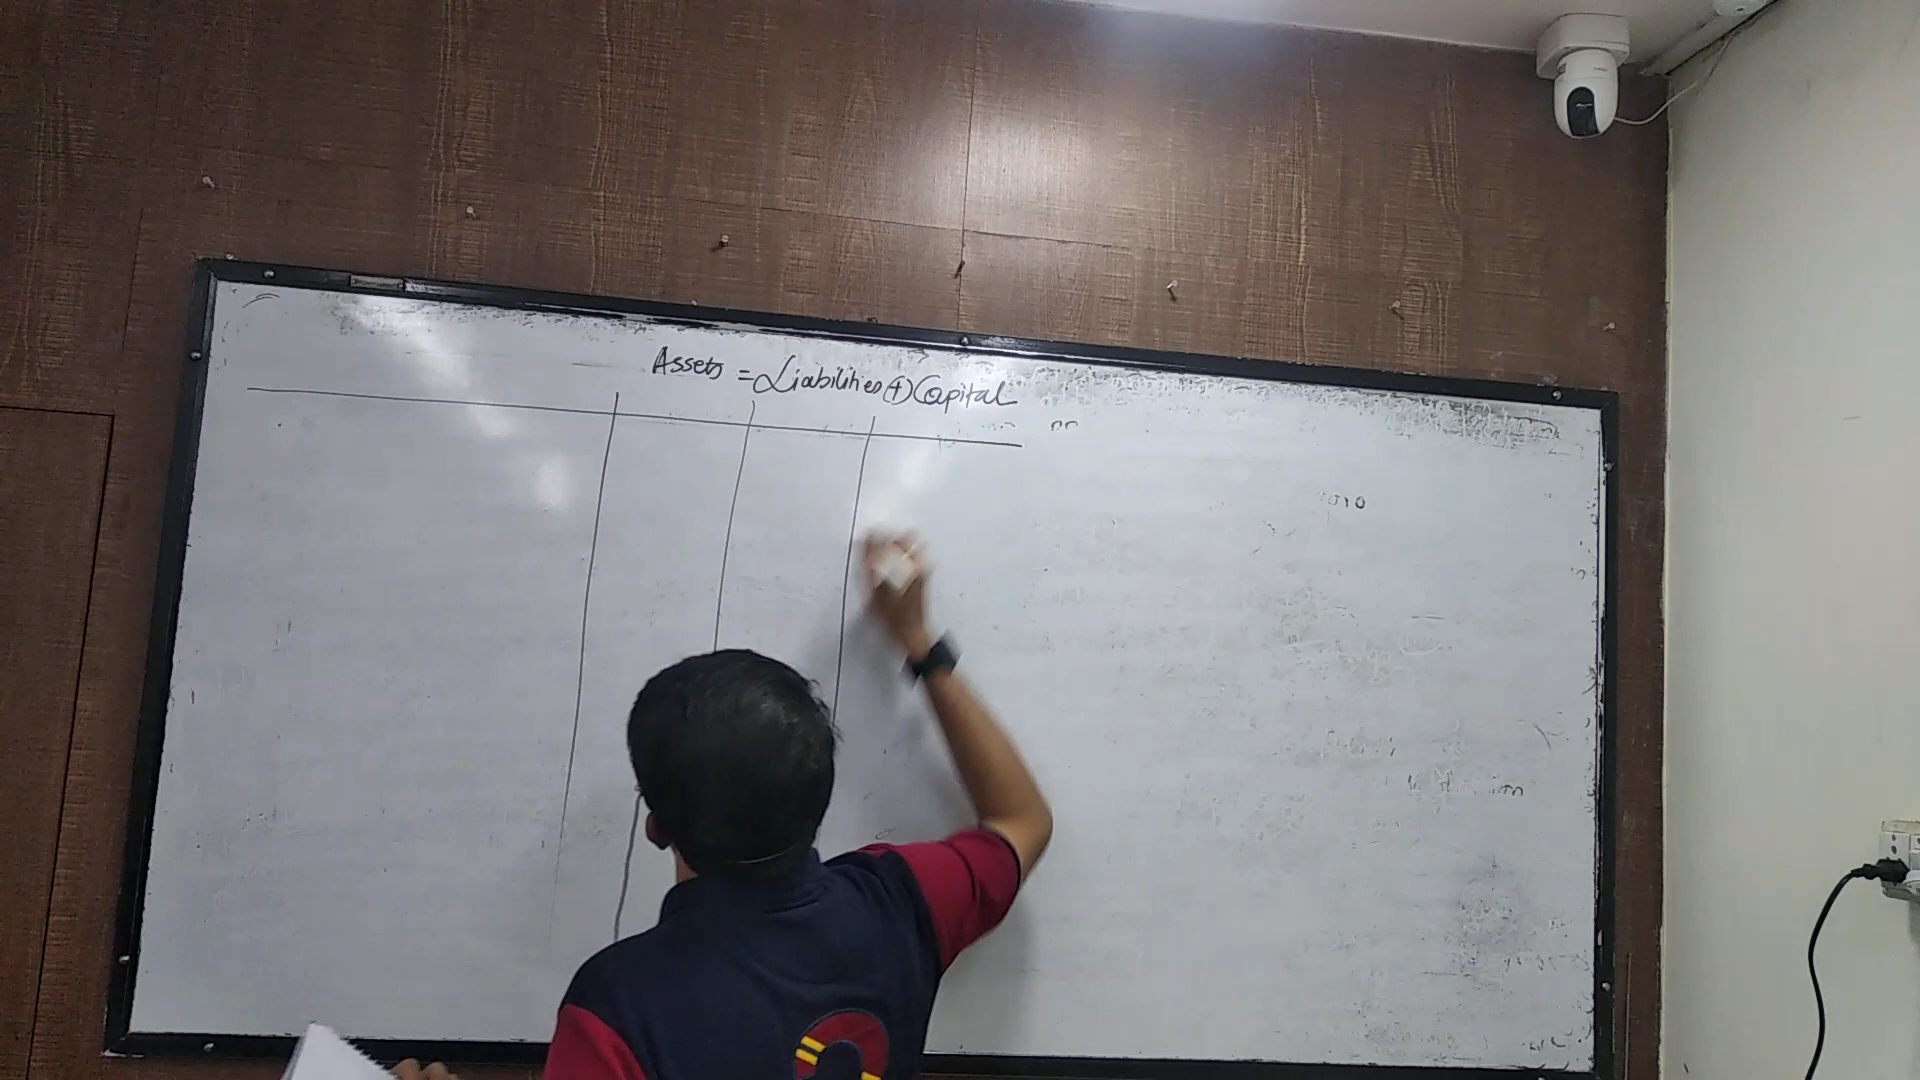 Assets = Liabilities (+) Capital